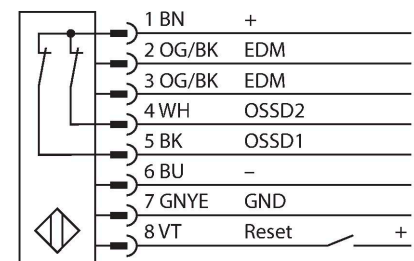 1 BN +
2 OG/BK EDM
3 OG/BK EDM
4 WH OSSD2
5 BK OSSD1
6 BU –
7 GNYE GND
8 VT Reset +